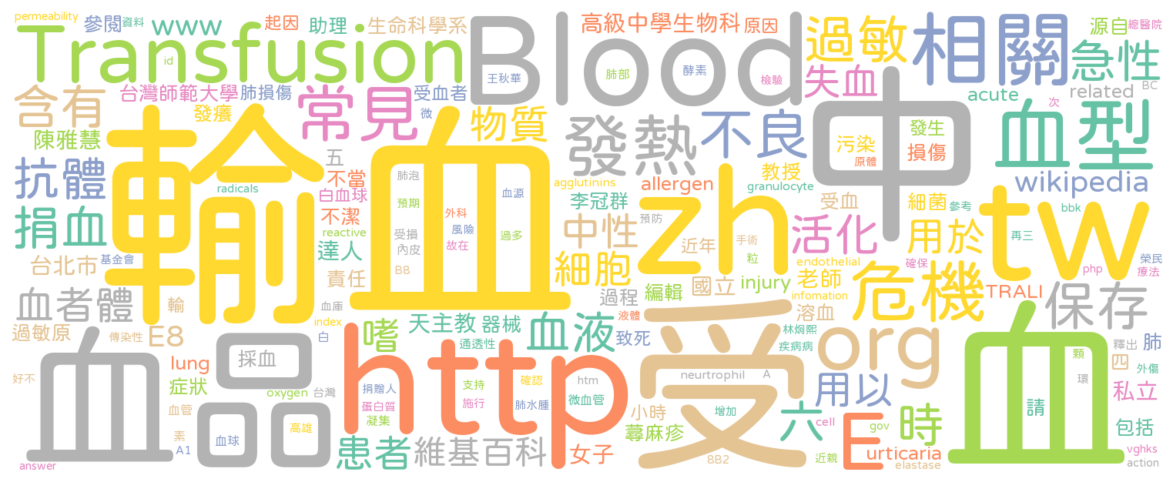 參閱 資料 www 起因 助理 生命科學系 高級中學生物科 原因 過敏 相關 源自 總醫院
Transfusion Blood 急性
id 王秋華 肺部 酵素 檢驗 失血 acute related BC
含有 台灣師範大學 肺損傷 受血者 常見 物質 發熱 不良 中 血型
發癢 微 次
陳雅慧 輸血 五 污染 發生
原體 損傷
抗體 radicals 不當 肺泡 血源 agglutinins allergen 教授 granulocyte wikipedia
白血球 預期 外科 李冠群 zh 受血 細菌 參考 bbk tw
捐血 不潔 風險 中性 預防 活化 用於 再三
reactive 受損 過多 故在
達人 內皮 近年 手術
台北市 基金會 責任 BB 細胞 粒 endothelial 確保 php 榮民
療法
血者體 血庫 過程 編輯 國立 injury 老師 危機 TRALI 保存
過敏原 輸 index 液體 infomation 溶血
傳染性 E8 白 嗜 天主教 器械 血液 致死 林炯熙 釋出 肺
permeability 血品 採血 通透性 疾病病 org 顆 四 外傷
lung http 受 血
好不 症狀 oxygen 台灣 捐贈人 支持 確認 htm neurtrophil A 用以 環 私立
蛋白質 施行 肺水腫 微血管 小時 增加 請
血管 凝集 蕁麻疹 六 cell E 時 包括
素 A1 血球 高雄 患者 維基百科 女子 8B2 近親 gov urticaria vghks
answer elastase action